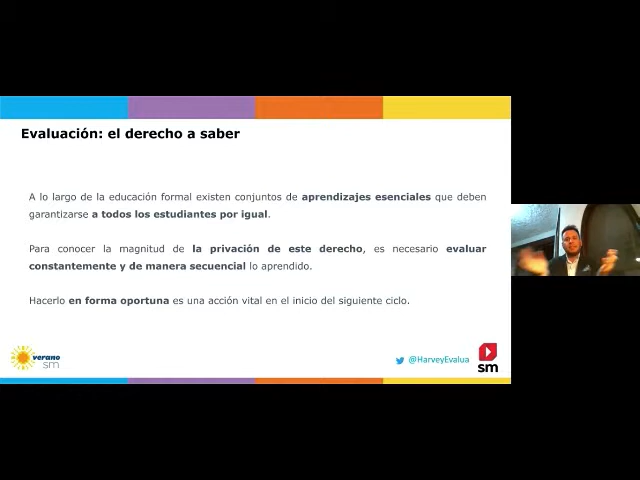 Evaluación: el derecho a saber
A lo largo de la educación formal existen conjuntos de aprendizajes esenciales que deben
garantizarse a todos los estudiantes por igual.
Para conocer la magnitud de la privación de este derecho, es necesario evaluar
constantemente y de manera secuencial lo aprendido.
Hacerlo en forma oportuna es una acción vital en el inicio del siguiente ciclo.
verano
sm
@HarveyEvalua
sm